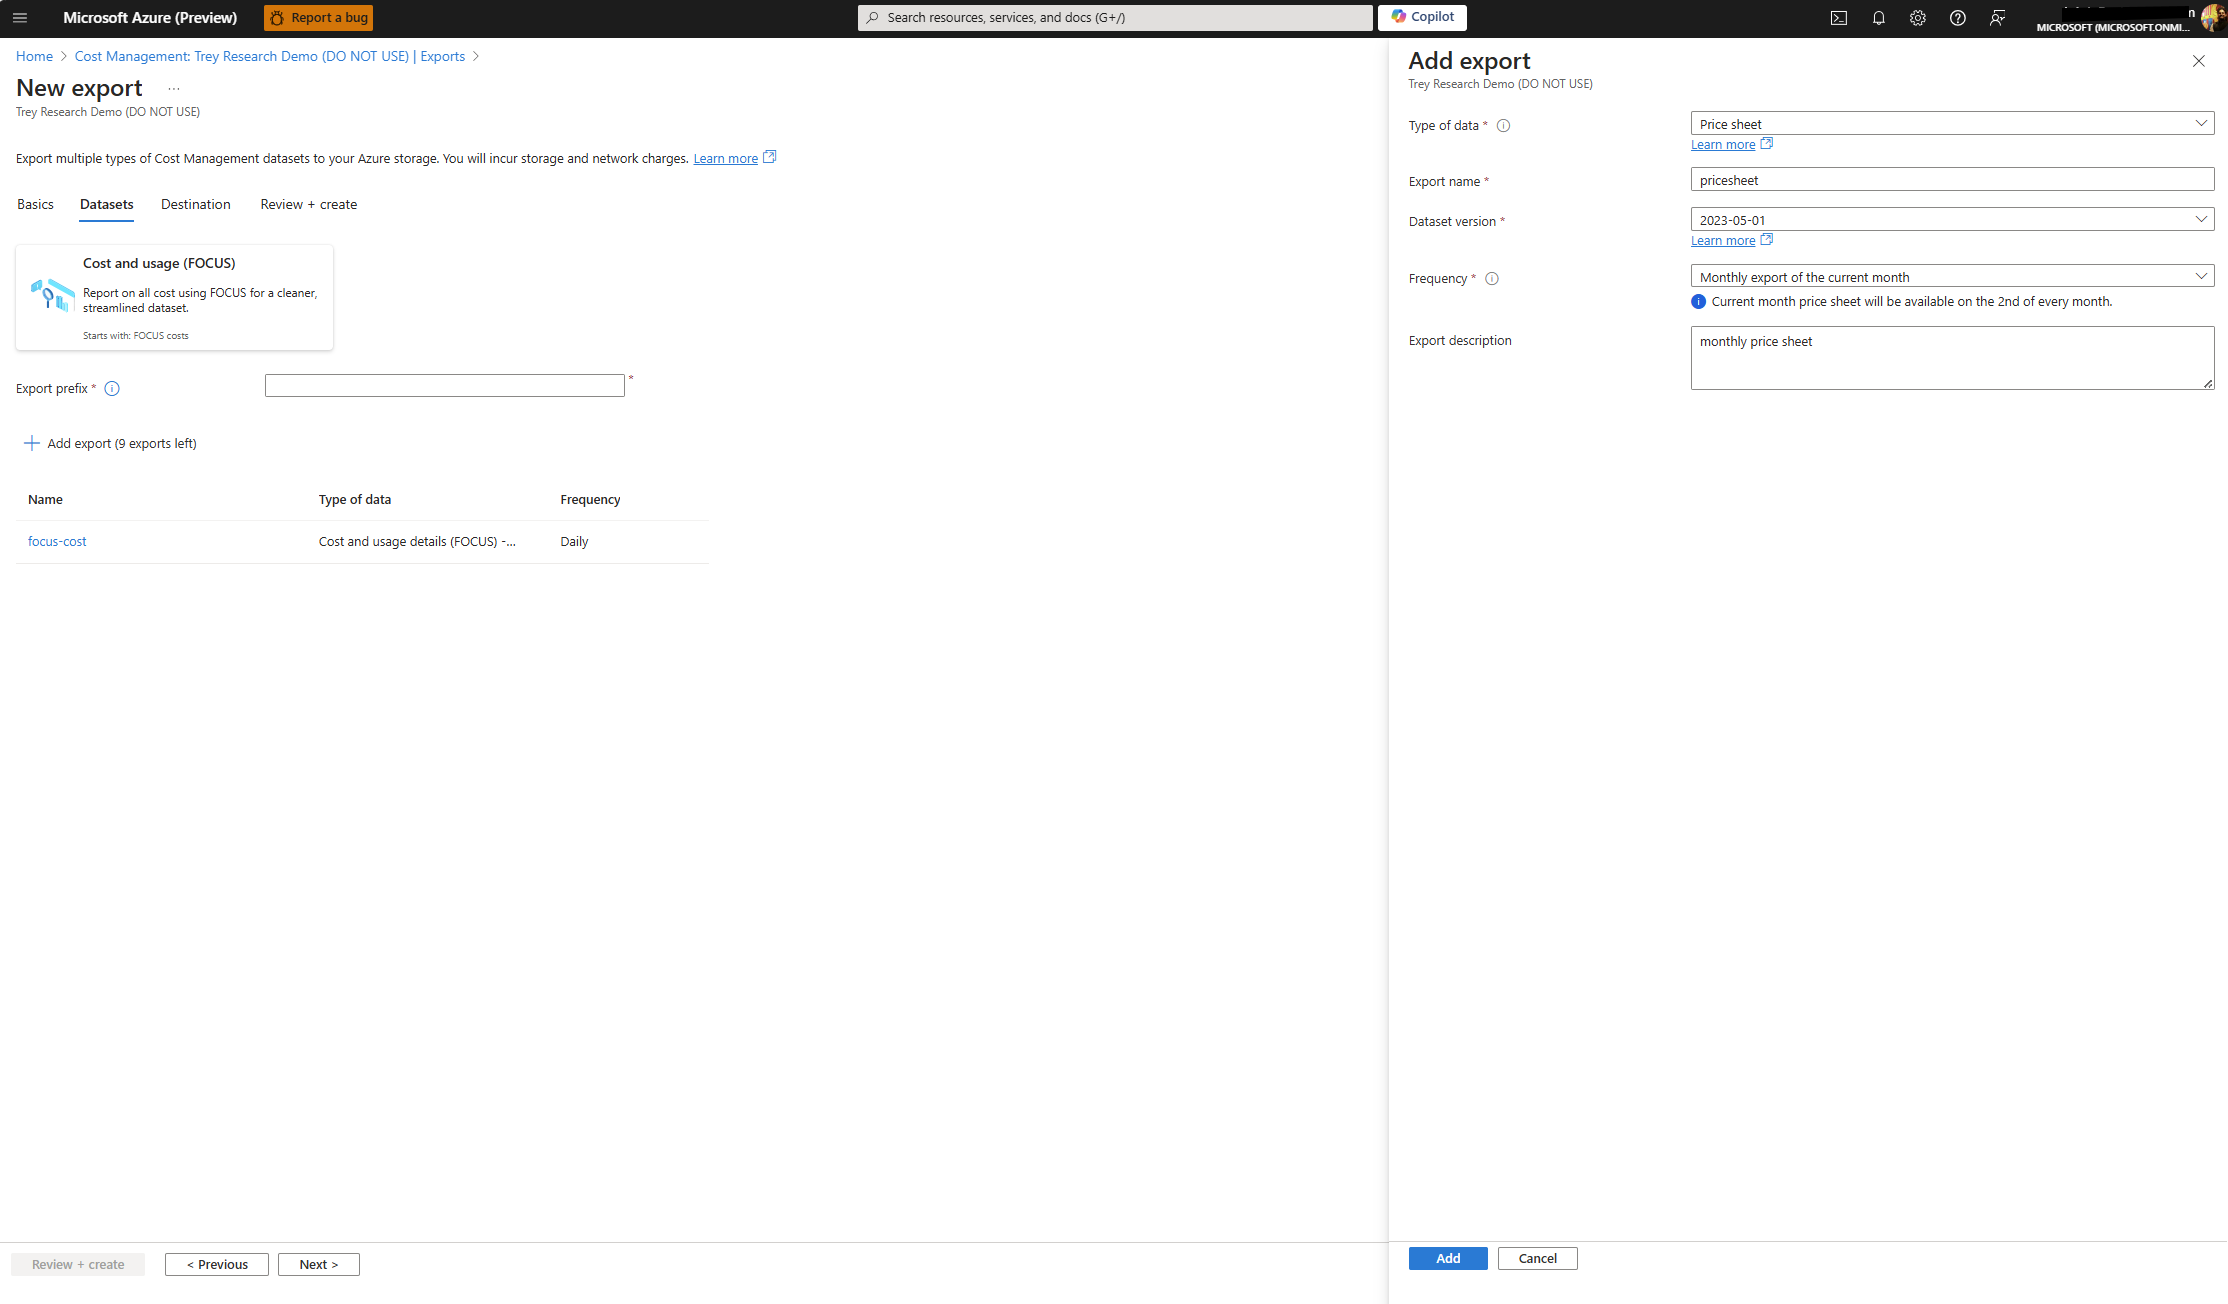 Microsoft Azure (Preview)
Report a bug
Search resources, services, and docs (G+/)
Copilot
MICROSOFT (MICROSOFT.ONMI...
Home > Cost Management: Trey Research Demo (DO NOT USE) | Exports >
New export ...
Trey Research Demo (DO NOT USE)
Export multiple types of Cost Management datasets to your Azure storage. You will incur storage and network charges. Learn more
Basics Datasets Destination Review + create
Cost and usage (FOCUS)
Report on all cost using FOCUS for a cleaner,
streamlined dataset.
Starts with: FOCUS costs
Export prefix * *
Add export (9 exports left)
Name Type of data Frequency
focus-cost Cost and usage details (FOCUS) -... Daily
Review + create < Previous Next >
Add export
Trey Research Demo (DO NOT USE)
Type of data * Price sheet
Learn more
Export name * pricesheet
Dataset version * 2023-05-01
Learn more
Frequency * Monthly export of the current month
Current month price sheet will be available on the 2nd of every month.
Export description monthly price sheet
Add Cancel